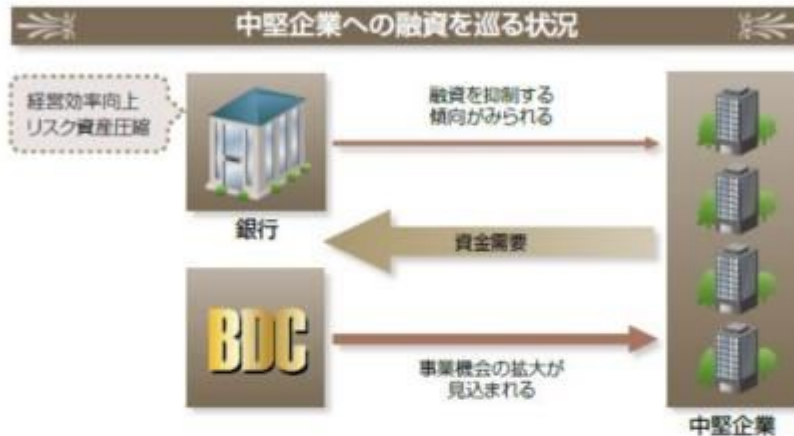 中堅企業への融資を巡る状況
経営効率向上
リスク資産圧縮
融資を抑制する
傾向がみられる
銀行
資金需要
BDC
事業機会の拡大が
見込まれる
中堅企業